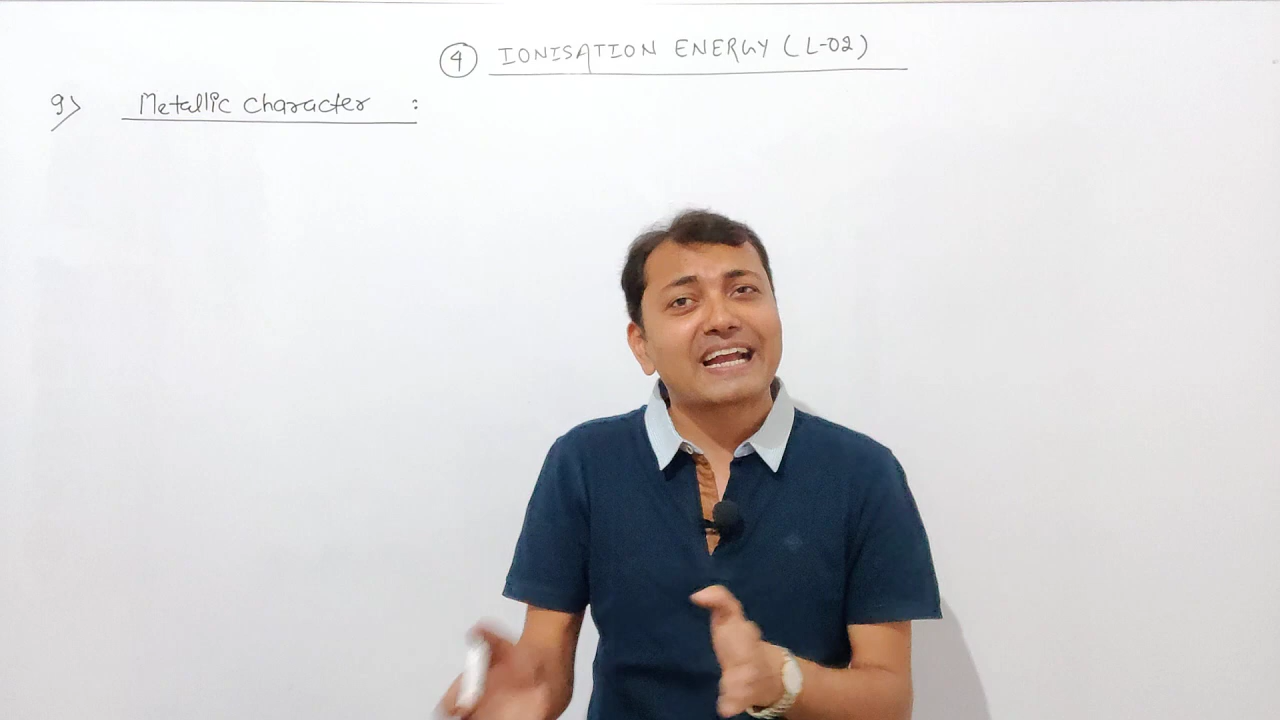 ④ IONISATION ENERGY ( L-02)
9> Metallic character :